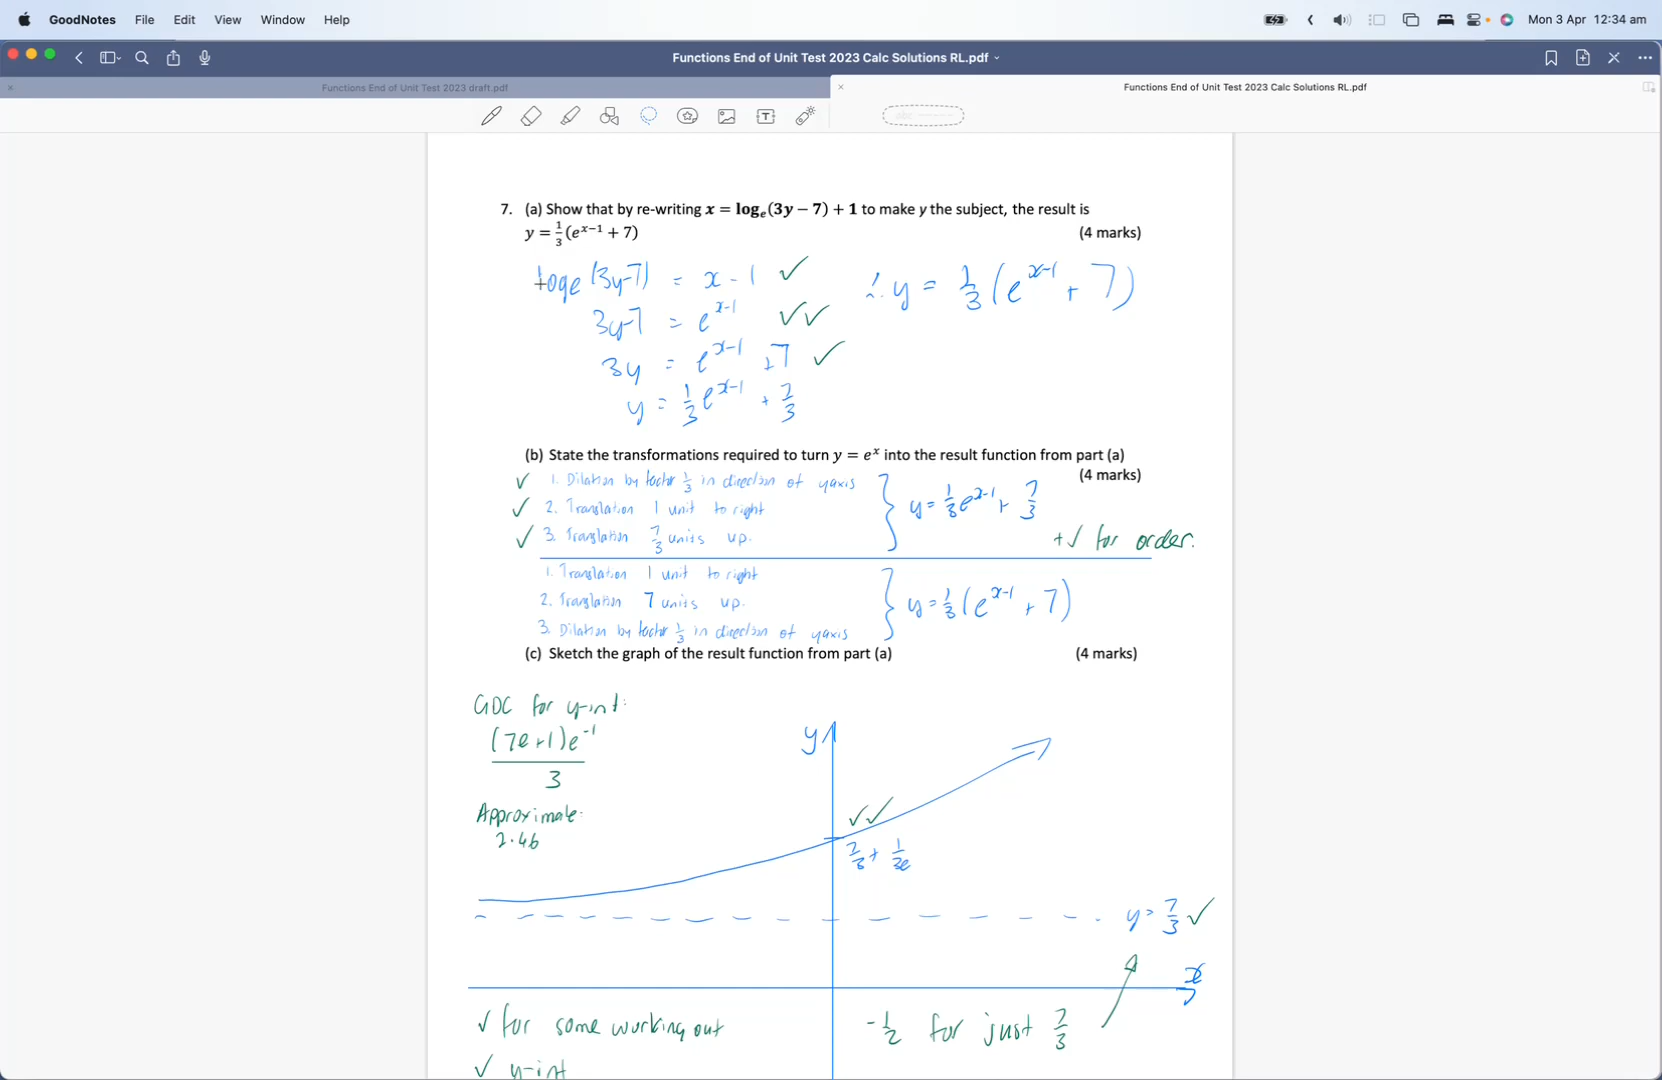 GoodNotes File Edit View Window Help Mon 3 Apr 12:34 am
Functions End of Unit Test 2023 Calc Solutions RL.pdf
Functions End of Unit Test 2023 draft.pdf
Functions End of Unit Test 2023 Calc Solutions RL.pdf
7. (a) Show that by re-writing x = logₑ(3y − 7) + 1 to make y the subject, the result is
y = 1/3(e^(x−1) + 7) (4 marks)
loge (3y-7) = x - 1 ✓
∴ y = 1/3 (e^(x-1) + 7)
3y-7 = e^(x-1) ✓✓
3y = e^(x-1) +7 ✓
y = 1/3 e^(x-1) + 7/3
(b) State the transformations required to turn y = e^x into the result function from part (a)
(4 marks)
✓ 1. Dilation by factor 1/3 in direction of y axis
✓ 2. Translation 1 unit to right
✓ 3. Translation 7/3 units up.
} y = 1/3 e^(x-1) + 7/3
+✓ for order.
1. Translation 1 unit to right
2. Translation 7 units up.
3. Dilation by factor 1/3 in direction of y axis
} y = 1/3 (e^(x-1) + 7)
(c) Sketch the graph of the result function from part (a) (4 marks)
GDC for y-int:
(7e+1)e^-1
3
Approximate:
2.46
y
✓✓
7/3 + 1/3e
y = 7/3 ✓
x
✓ for some working out
-1/2 for just 7/3
✓ y-int